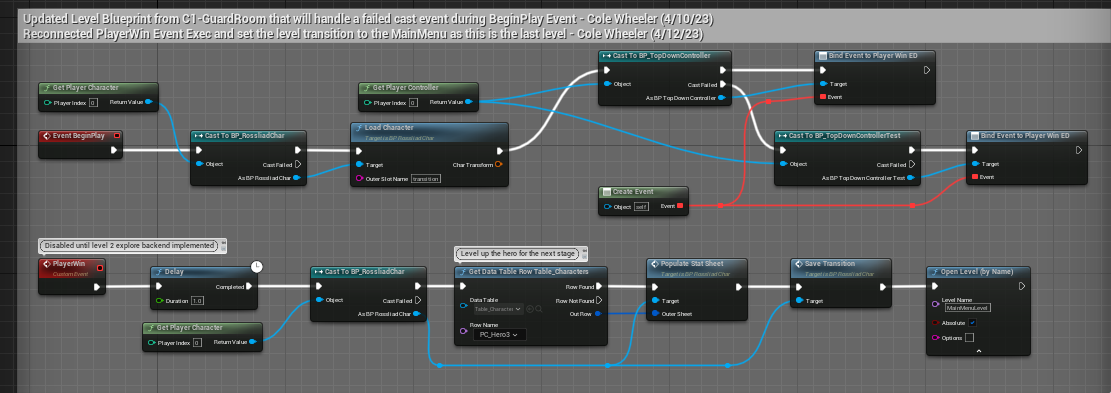 Updated Level Blueprint from C1-GuardRoom that will handle a failed cast event during BeginPlay Event - Cole Wheeler (4/10/23)
Reconnected PlayerWin Event Exec and set the level transition to the MainMenu as this is the last level - Cole Wheeler (4/12/23)
Get Player Character
Player Index 0
Return Value
Event BeginPlay
Cast To BP_RossliadChar
Object
Cast Failed
As BP Rossliad Char
Get Player Controller
Player Index 0
Return Value
Load Character
Target is BP Rossliad Char
Target
Char Transform
Outer Slot Name transition
Cast To BP_TopDownController
Object
Cast Failed
As BP Top Down Controller
Bind Event to Player Win ED
Target
Event
Cast To BP_TopDownControllerTest
Object
Cast Failed
As BP Top Down Controller Test
Bind Event to Player Win ED
Target
Event
Create Event
Object self
Event
Disabled until level 2 explore backend implemented
PlayerWin
Custom Event
Delay
Completed
Duration 1.0
Get Player Character
Player Index 0
Return Value
Cast To BP_RossliadChar
Object
Cast Failed
As BP Rossliad Char
Level up the hero for the next stage
Get Data Table Row Table_Characters
Row Found
Data Table
Table_Character
Row Not Found
Out Row
Row Name
PC_Hero3
Populate Stat Sheet
Target is BP Rossliad Char
Target
Outer Sheet
Save Transition
Target is BP Rossliad Char
Target
Open Level (by Name)
Level Name
MainMenuLevel
Absolute
Options